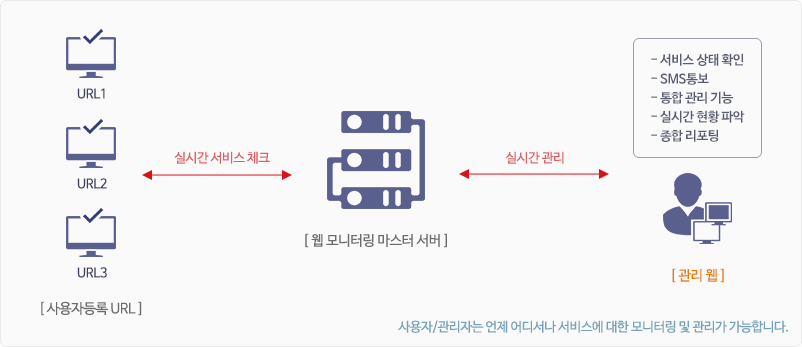 URL1
URL2
URL3
[ 사용자등록 URL ]
실시간 서비스 체크
[ 웹 모니터링 마스터 서버 ]
실시간 관리
- 서비스 상태 확인
- SMS통보
- 통합 관리 기능
- 실시간 현황 파악
- 종합 리포팅
[ 관리 웹 ]
사용자/관리자는 언제 어디서나 서비스에 대한 모니터링 및 관리가 가능합니다.